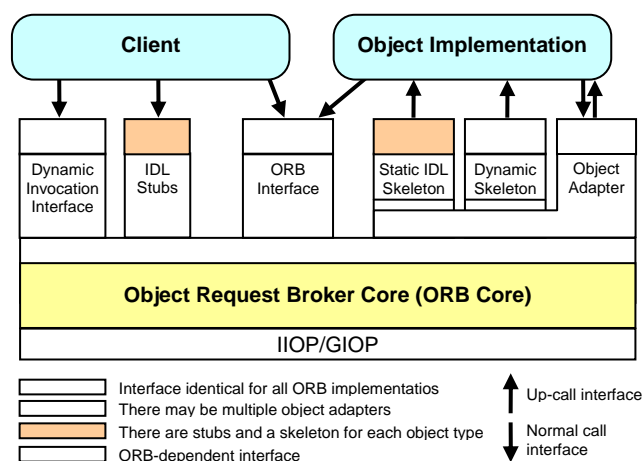 Client
Object Implementation
Dynamic
Invocation
Interface
IDL
Stubs
ORB
Interface
Static IDL
Skeleton
Dynamic
Skeleton
Object
Adapter
Object Request Broker Core (ORB Core)
IIOP/GIOP
Interface identical for all ORB implementatios
There may be multiple object adapters
There are stubs and a skeleton for each object type
ORB-dependent interface
Up-call interface
Normal call
interface